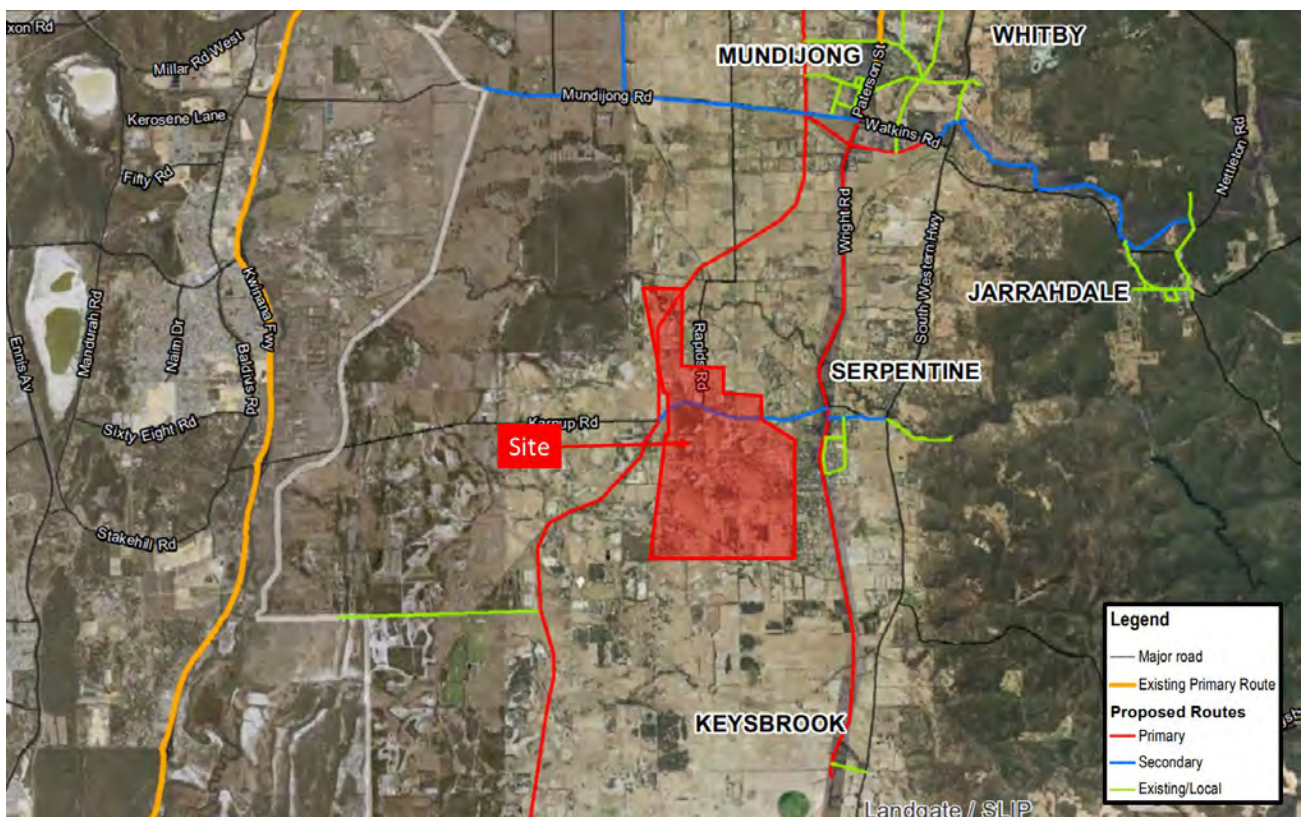 xon Rd
Millar Rd West
Kerosene Lane
Fifty Rd
Mundijong Rd
MUNDIJONG
WHITBY
Paterson St
Watkins Rd
Nettleton Rd
Wright Rd
South Western Hwy
JARRAHDALE
Ennis Av
Mandurah Rd
Naim Dr
Baldivis Rd
Kwinana Fwy
Rapids Rd
SERPENTINE
Sixty Eight Rd
Karnup Rd
Site
Stakehill Rd
KEYSBROOK
Landgate / SLIP
Legend
Major road
Existing Primary Route
Proposed Routes
Primary
Secondary
Existing/Local